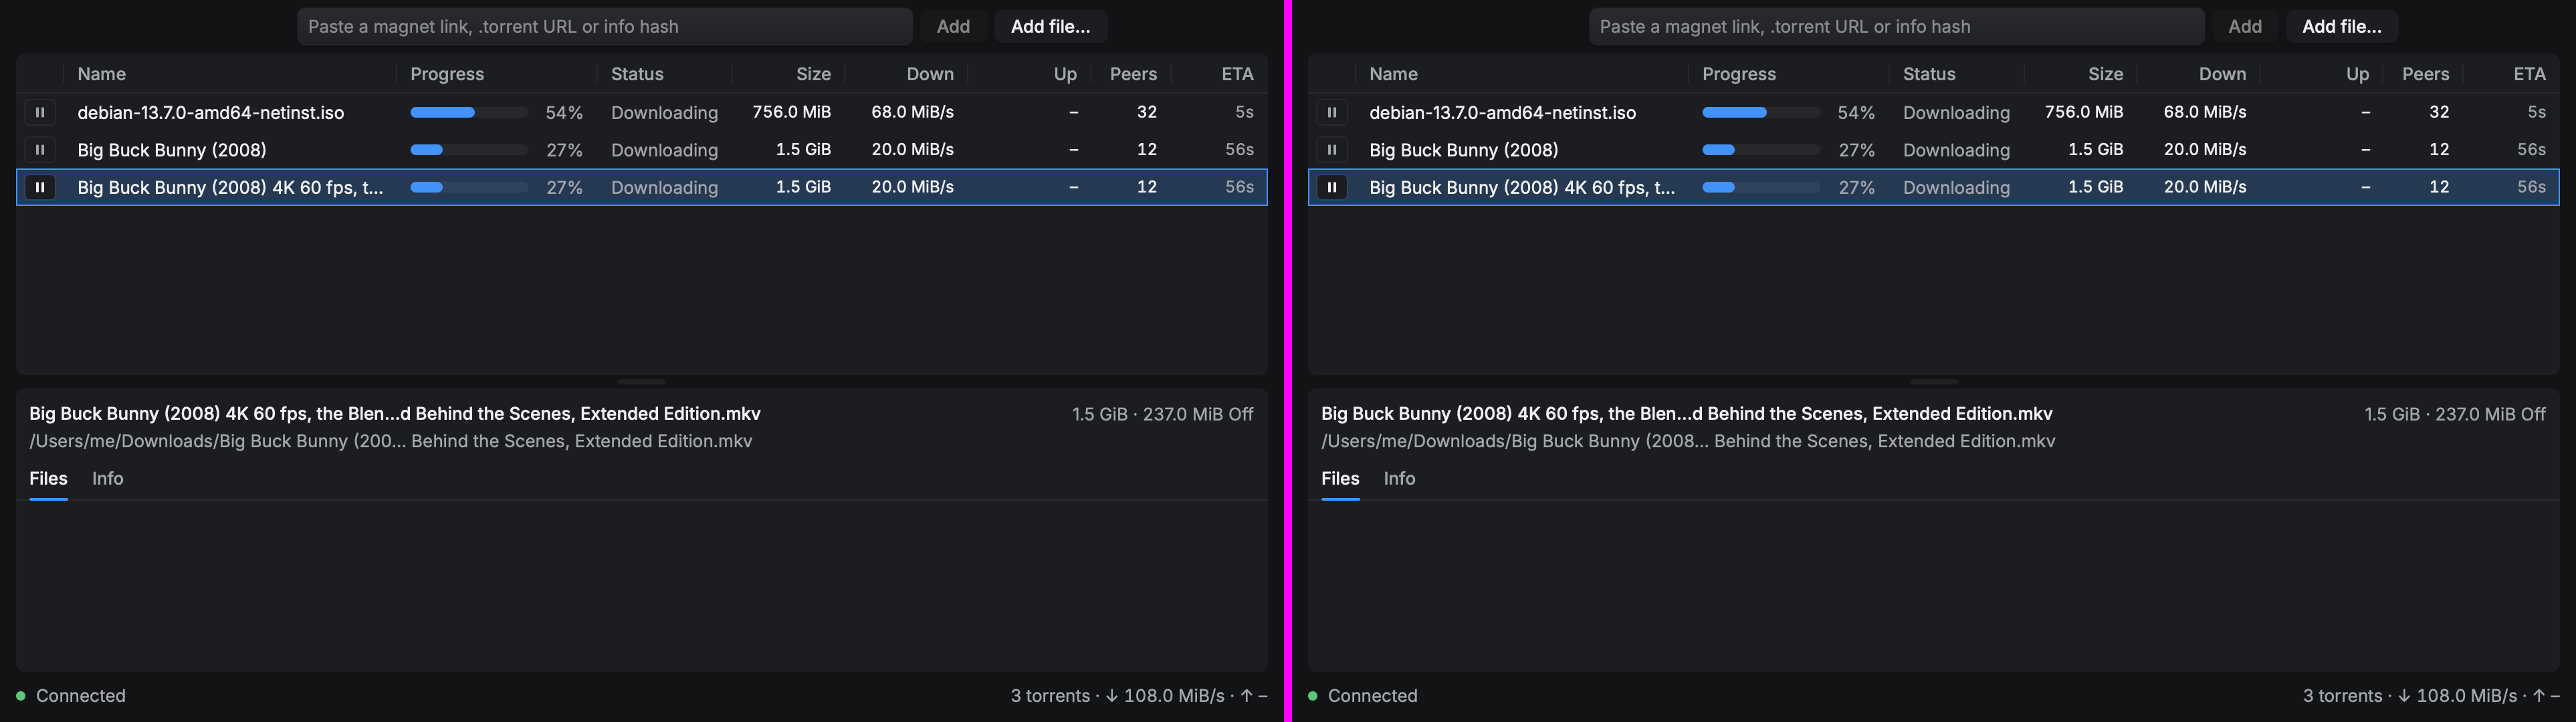 Paste a magnet link, .torrent URL or info hash Add Add file...
Name Progress Status Size Down Up Peers ETA
debian-13.7.0-amd64-netinst.iso 54% Downloading 756.0 MiB 68.0 MiB/s – 32 5s
Big Buck Bunny (2008) 27% Downloading 1.5 GiB 20.0 MiB/s – 12 56s
Big Buck Bunny (2008) 4K 60 fps, t... 27% Downloading 1.5 GiB 20.0 MiB/s – 12 56s
Big Buck Bunny (2008) 4K 60 fps, the Blen...d Behind the Scenes, Extended Edition.mkv 1.5 GiB · 237.0 MiB Off
/Users/me/Downloads/Big Buck Bunny (200... Behind the Scenes, Extended Edition.mkv
Files Info
Connected 3 torrents · ↓ 108.0 MiB/s · ↑ –
Paste a magnet link, .torrent URL or info hash Add Add file...
Name Progress Status Size Down Up Peers ETA
debian-13.7.0-amd64-netinst.iso 54% Downloading 756.0 MiB 68.0 MiB/s – 32 5s
Big Buck Bunny (2008) 27% Downloading 1.5 GiB 20.0 MiB/s – 12 56s
Big Buck Bunny (2008) 4K 60 fps, t... 27% Downloading 1.5 GiB 20.0 MiB/s – 12 56s
Big Buck Bunny (2008) 4K 60 fps, the Blen...d Behind the Scenes, Extended Edition.mkv 1.5 GiB · 237.0 MiB Off
/Users/me/Downloads/Big Buck Bunny (2008... Behind the Scenes, Extended Edition.mkv
Files Info
Connected 3 torrents · ↓ 108.0 MiB/s · ↑ –